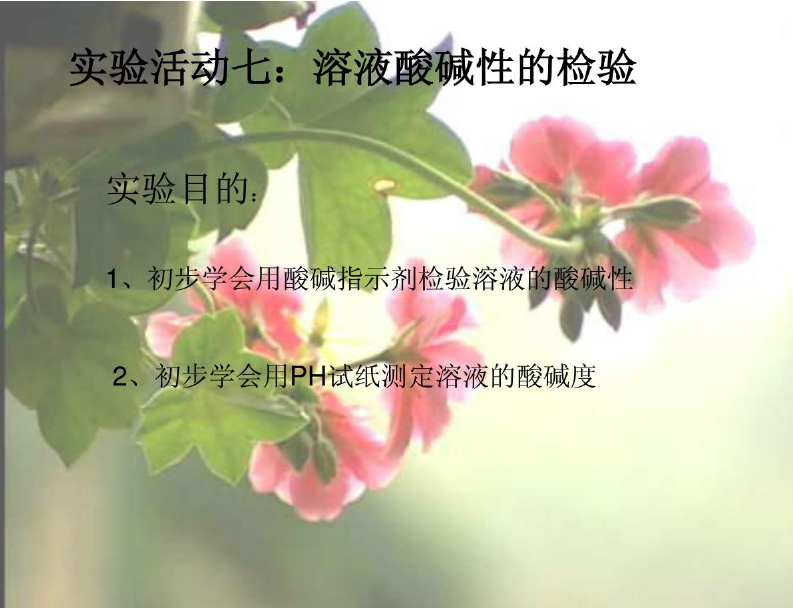 实验活动七：溶液酸碱性的检验
实验目的：
1、初步学会用酸碱指示剂检验溶液的酸碱性
2、初步学会用PH试纸测定溶液的酸碱度